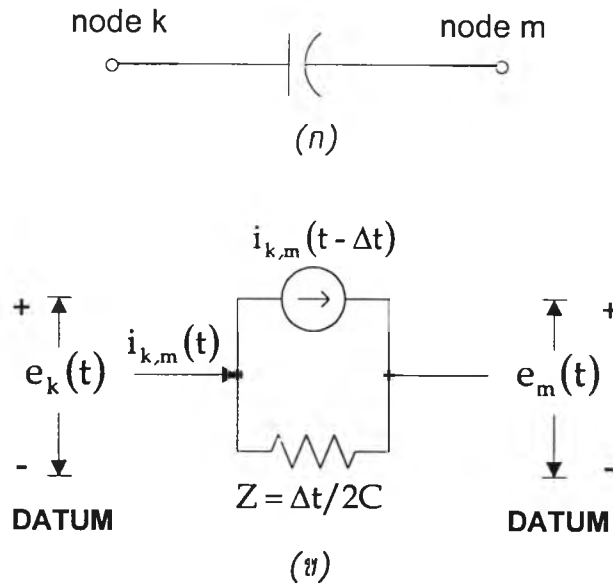 node k
node m
(ก)
i_{k,m}(t - Δt)
+
+
i_{k,m}(t)
e_k(t)
e_m(t)
-
-
Z = Δt/2C
DATUM
DATUM
(ข)